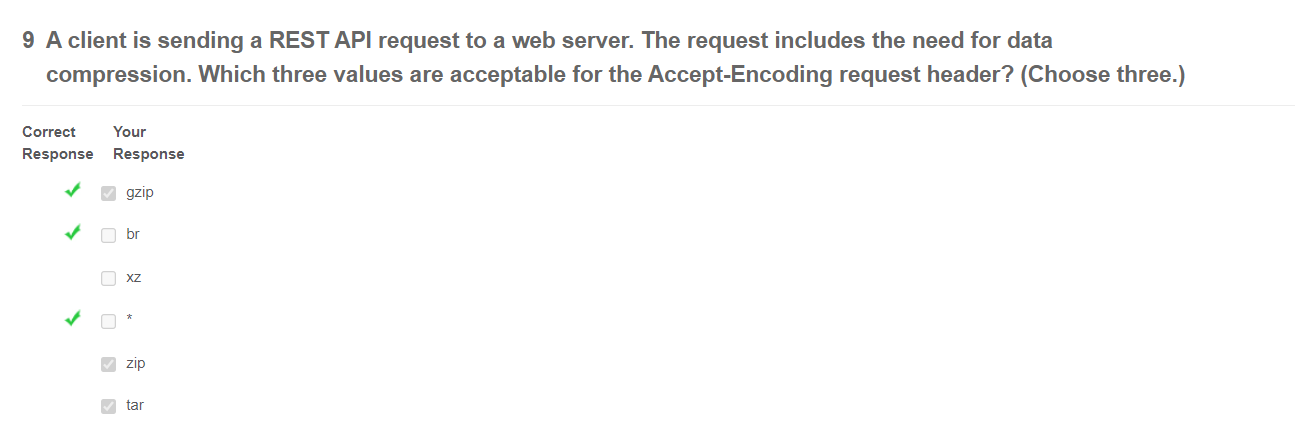 9 A client is sending a REST API request to a web server. The request includes the need for data
compression. Which three values are acceptable for the Accept-Encoding request header? (Choose three.)
Correct Your
Response Response
gzip
br
xz
*
zip
tar